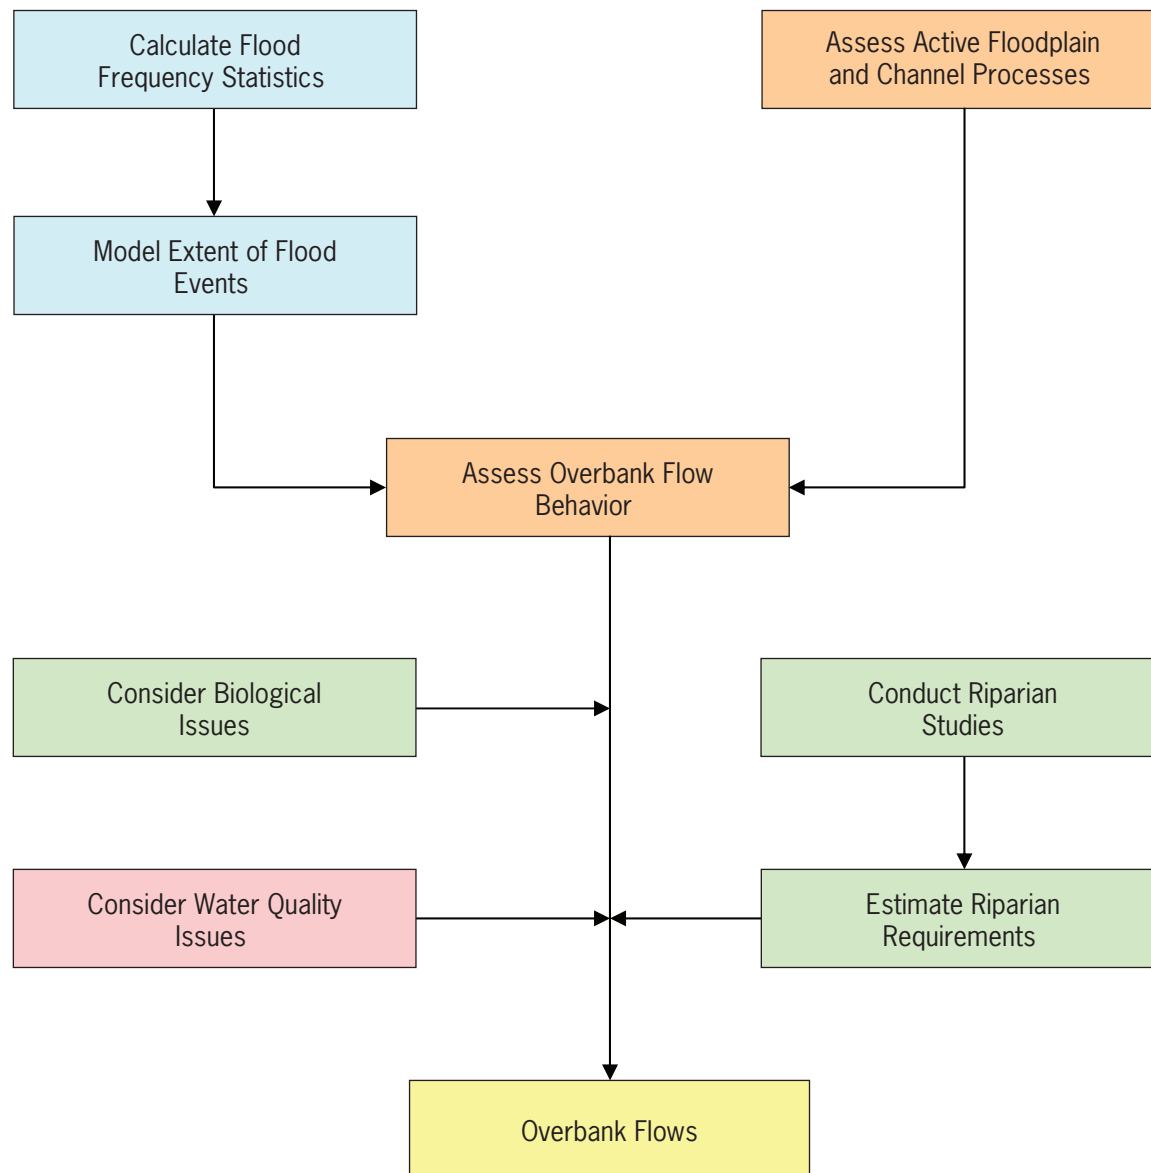 Calculate Flood
Frequency Statistics
Assess Active Floodplain
and Channel Processes
Model Extent of Flood
Events
Assess Overbank Flow
Behavior
Consider Biological
Issues
Conduct Riparian
Studies
Consider Water Quality
Issues
Estimate Riparian
Requirements
Overbank Flows